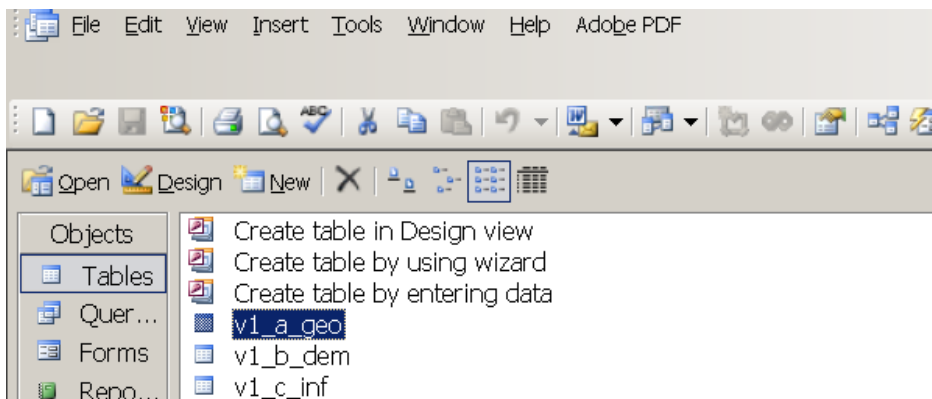 File Edit View Insert Tools Window Help Adobe PDF
ABC
W
Open Design New
Objects
Tables
Quer...
Forms
Repo...
Create table in Design view
Create table by using wizard
Create table by entering data
v1_a_geo
v1_b_dem
v1_c_inf